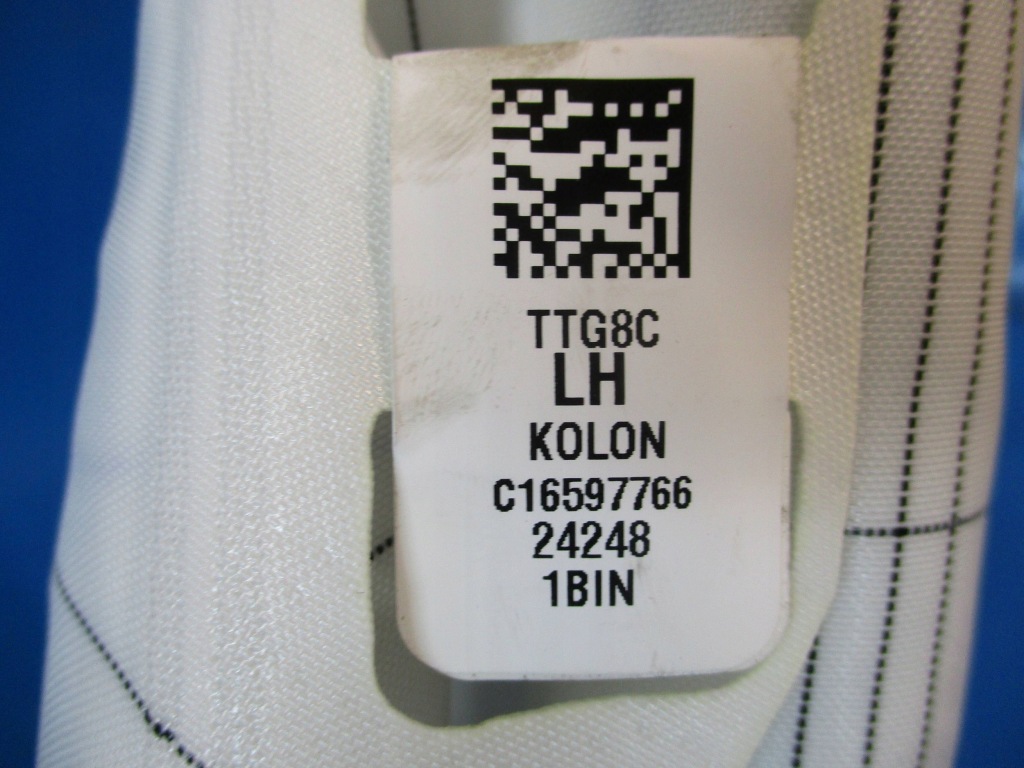 TTG8C
LH
KOLON
C16597766
24248
1BIN